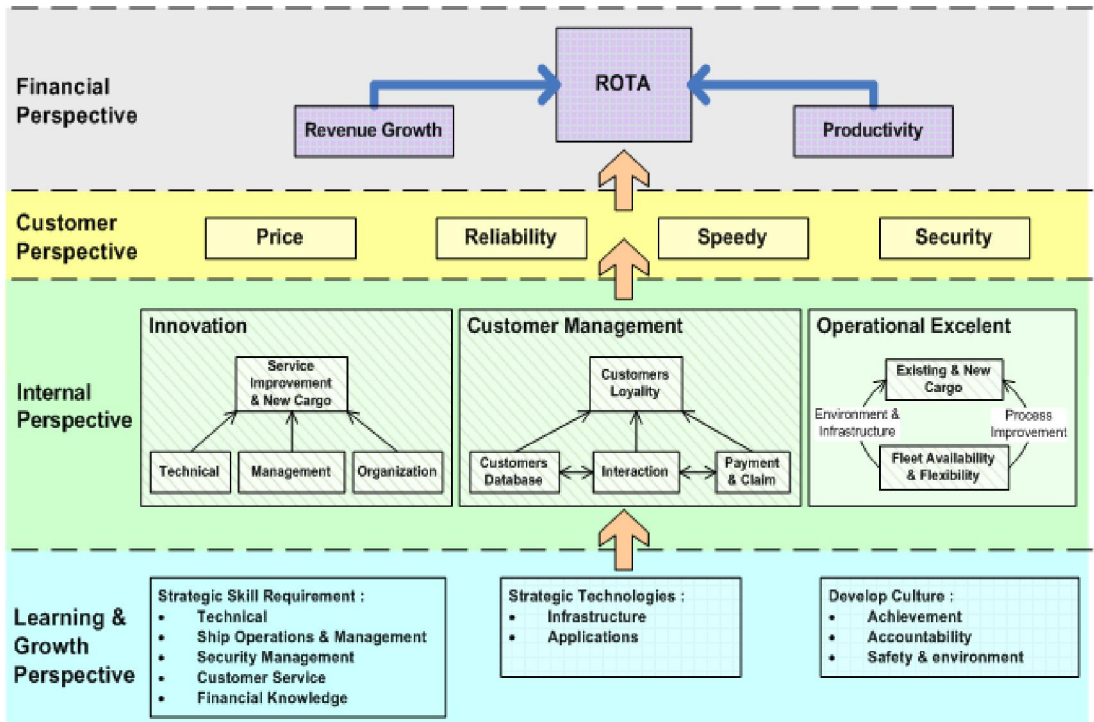 Financial
Perspective
ROTA
Revenue Growth
Productivity
Customer
Perspective
Price
Reliability
Speedy
Security
Internal
Perspective
Innovation
Service
Improvement
& New Cargo
Technical
Management
Organization
Customer Management
Customers
Loyality
Customers
Database
Interaction
Payment
& Claim
Operational Excelent
Existing & New
Cargo
Environment &
Infrastructure
Process
Improvement
Fleet Availability
& Flexibility
Learning &
Growth
Perspective
Strategic Skill Requirement :
• Technical
• Ship Operations & Management
• Security Management
• Customer Service
• Financial Knowledge
Strategic Technologies :
• Infrastructure
• Applications
Develop Culture :
• Achievement
• Accountability
• Safety & environment